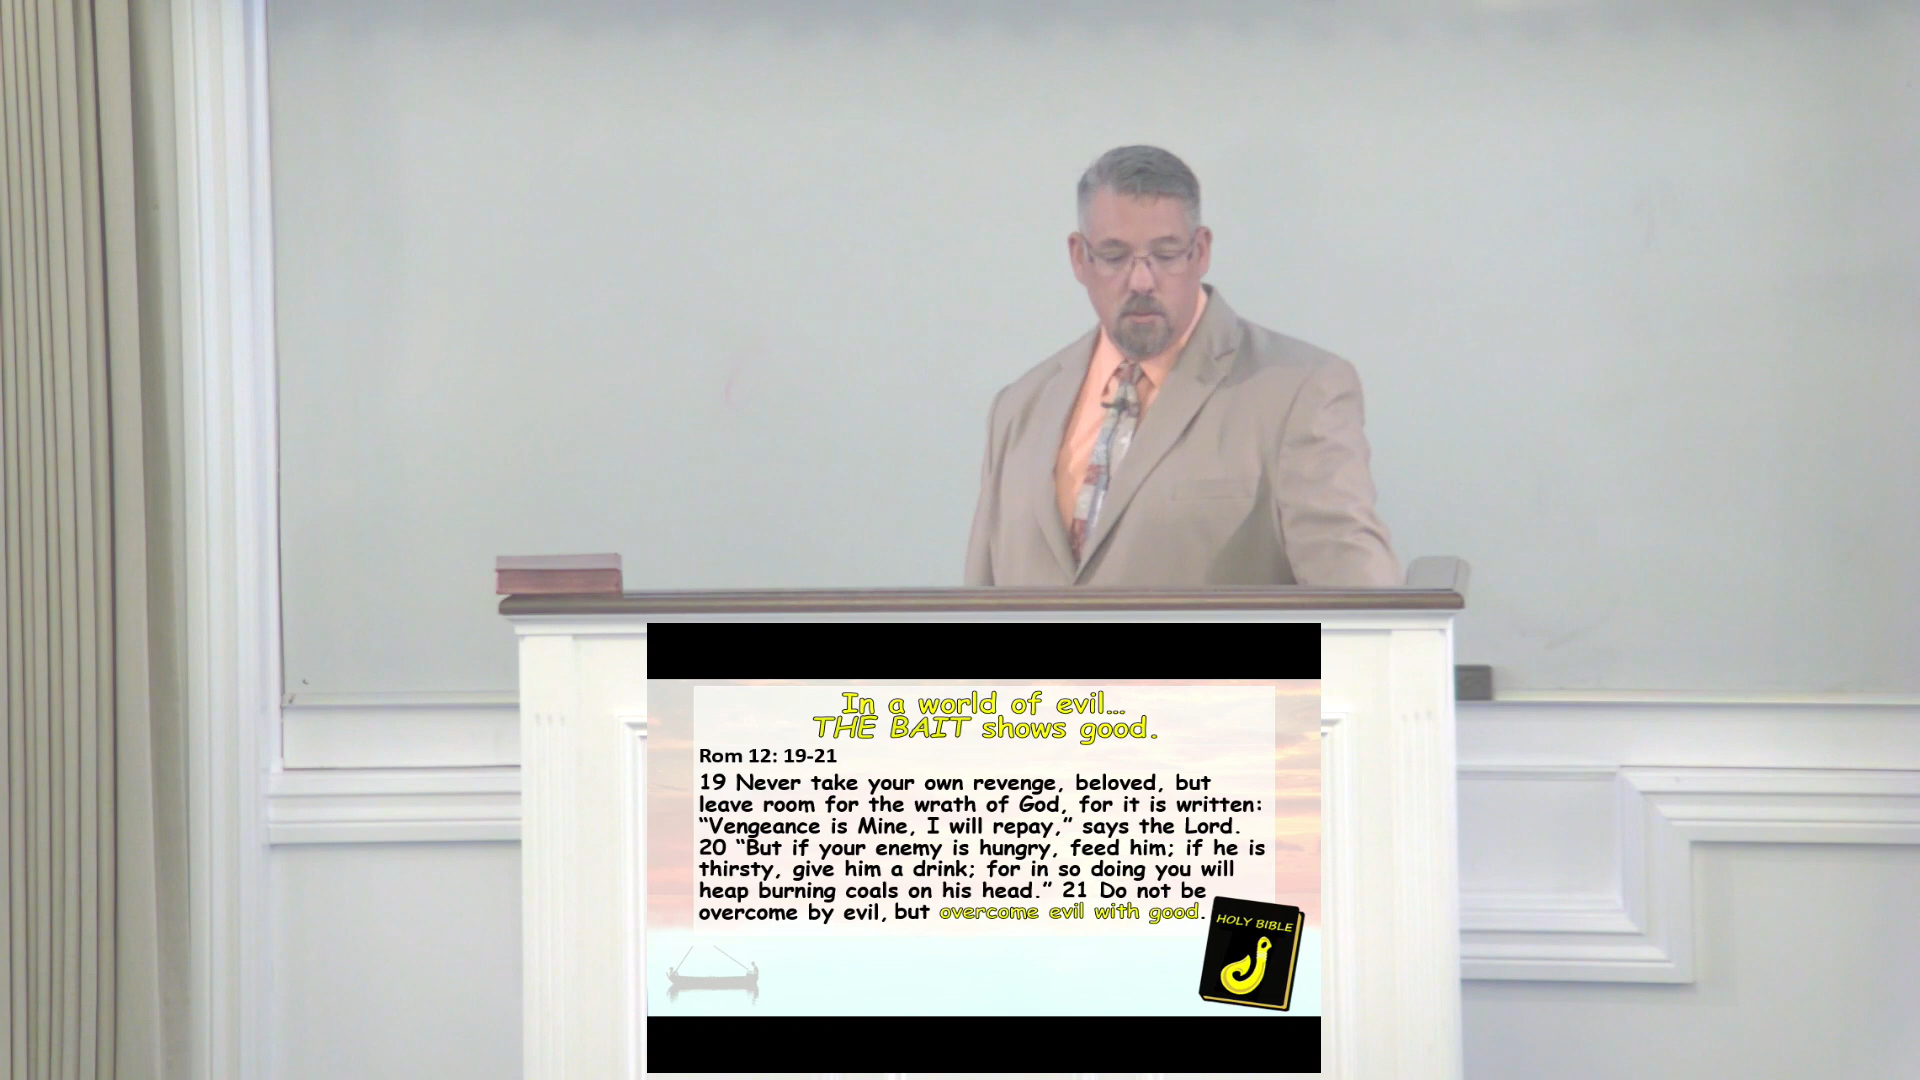 In a world of evil...
THE BAIT shows good.
Rom 12: 19-21
19 Never take your own revenge, beloved, but
leave room for the wrath of God, for it is written:
“Vengeance is Mine, I will repay,” says the Lord.
20 “But if your enemy is hungry, feed him; if he is
thirsty, give him a drink; for in so doing you will
heap burning coals on his head.” 21 Do not be
overcome by evil, but overcome evil with good.
HOLY BIBLE